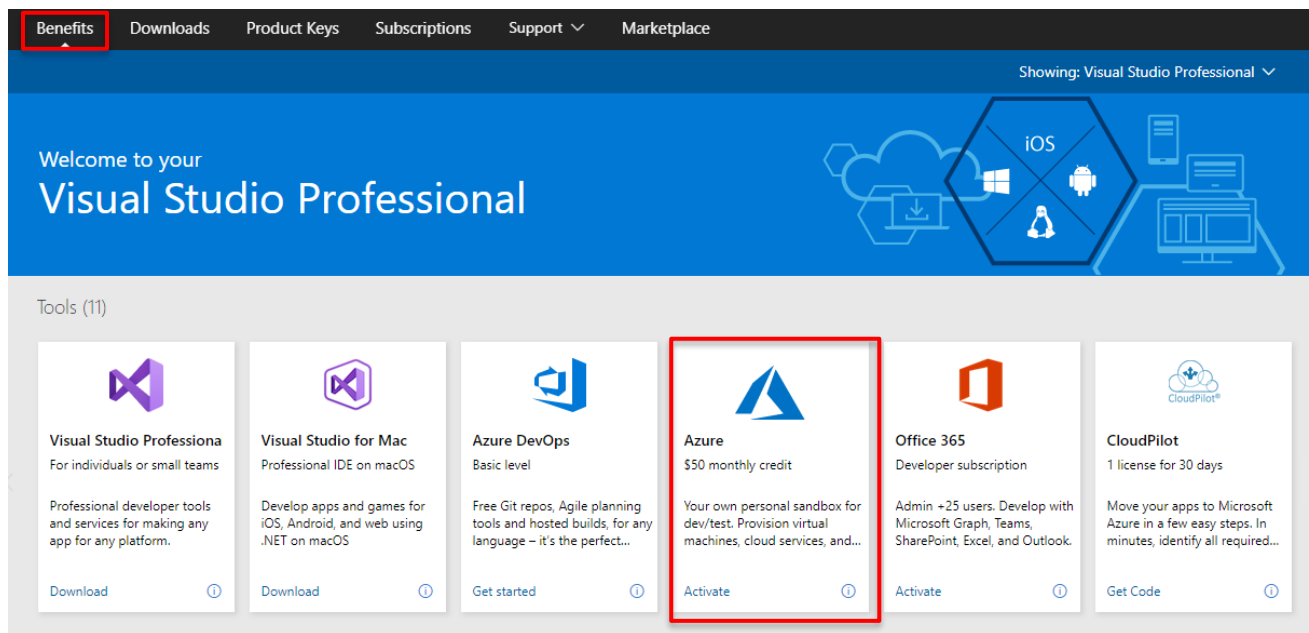 Benefits Downloads Product Keys Subscriptions Support Marketplace
Showing: Visual Studio Professional
Welcome to your
Visual Studio Professional
iOS
Tools (11)
CloudPilot®
Visual Studio Professiona
For individuals or small teams
Professional developer tools
and services for making any
app for any platform.
Download
Visual Studio for Mac
Professional IDE on macOS
Develop apps and games for
iOS, Android, and web using
.NET on macOS
Download
Azure DevOps
Basic level
Free Git repos, Agile planning
tools and hosted builds, for any
language – it's the perfect...
Get started
Azure
$50 monthly credit
Your own personal sandbox for
dev/test. Provision virtual
machines, cloud services, and...
Activate
Office 365
Developer subscription
Admin +25 users. Develop with
Microsoft Graph, Teams,
SharePoint, Excel, and Outlook.
Activate
CloudPilot
1 license for 30 days
Move your apps to Microsoft
Azure in a few easy steps. In
minutes, identify all required...
Get Code